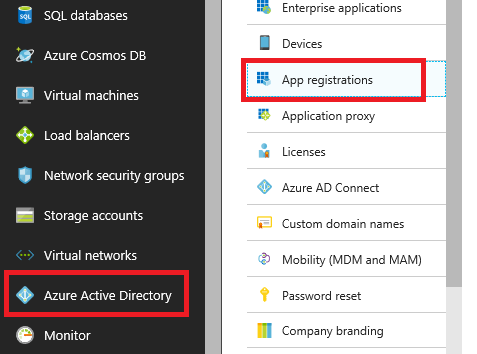 SQL databases
Azure Cosmos DB
Virtual machines
Load balancers
Network security groups
Storage accounts
Virtual networks
Azure Active Directory
Monitor
Enterprise applications
Devices
App registrations
Application proxy
Licenses
Azure AD Connect
Custom domain names
Mobility (MDM and MAM)
Password reset
Company branding